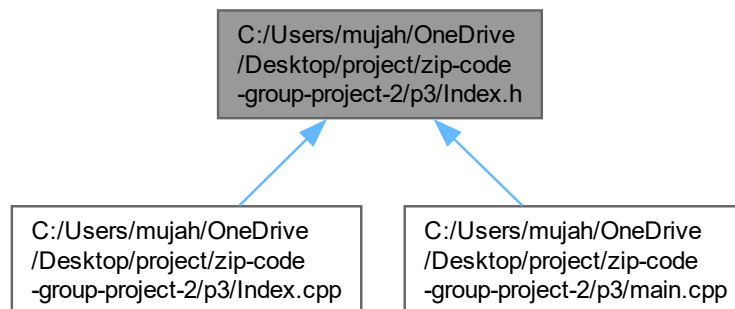 C:/Users/mujah/OneDrive
/Desktop/project/zip-code
-group-project-2/p3/Index.h
C:/Users/mujah/OneDrive
/Desktop/project/zip-code
-group-project-2/p3/Index.cpp
C:/Users/mujah/OneDrive
/Desktop/project/zip-code
-group-project-2/p3/main.cpp